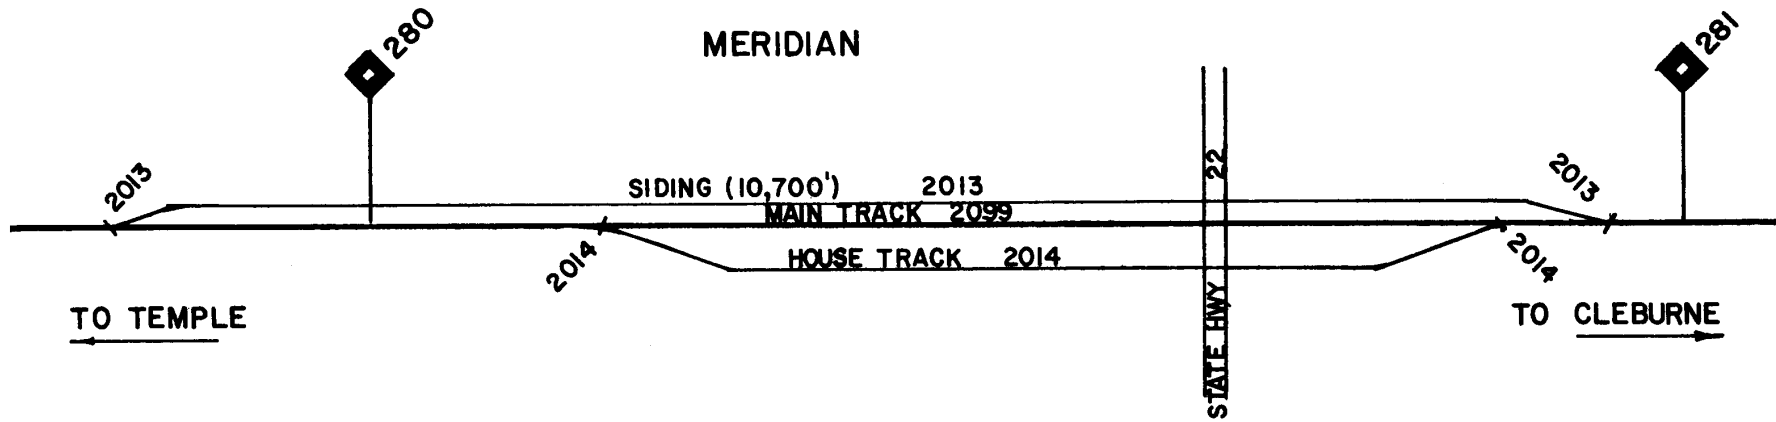 MERIDIAN
280
281
2013
SIDING (10,700') 2013
22
2013
MAIN TRACK 2099
2014
HOUSE TRACK 2014
2014
TO TEMPLE
STATE HWY
TO CLEBURNE